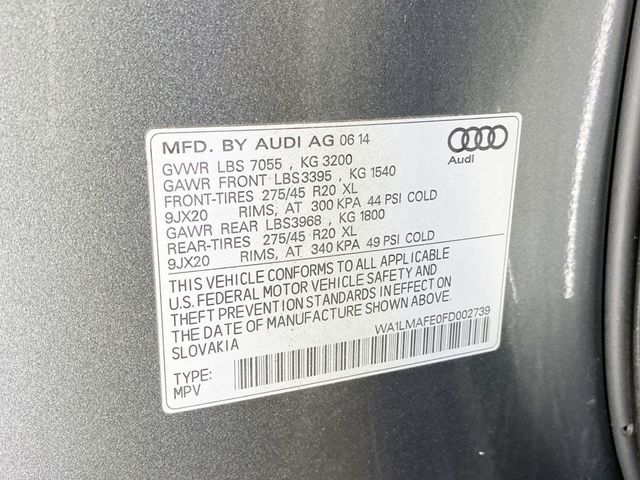 MFD. BY AUDI AG 06 14
GVWR LBS 7055 , KG 3200
GAWR FRONT LBS3395 , KG 1540
FRONT-TIRES 275/45 R20 XL
9JX20 RIMS, AT 300 KPA 44 PSI COLD
GAWR REAR LBS3968 , KG 1800
REAR-TIRES 275/45 R20 XL
9JX20 RIMS, AT 340 KPA 49 PSI COLD
Audi
THIS VEHICLE CONFORMS TO ALL APPLICABLE
U.S. FEDERAL MOTOR VEHICLE SAFETY AND
THEFT PREVENTION STANDARDS IN EFFECT ON
THE DATE OF MANUFACTURE SHOWN ABOVE.
SLOVAKIA
WA1LMAFE0FD002739
TYPE:
MPV